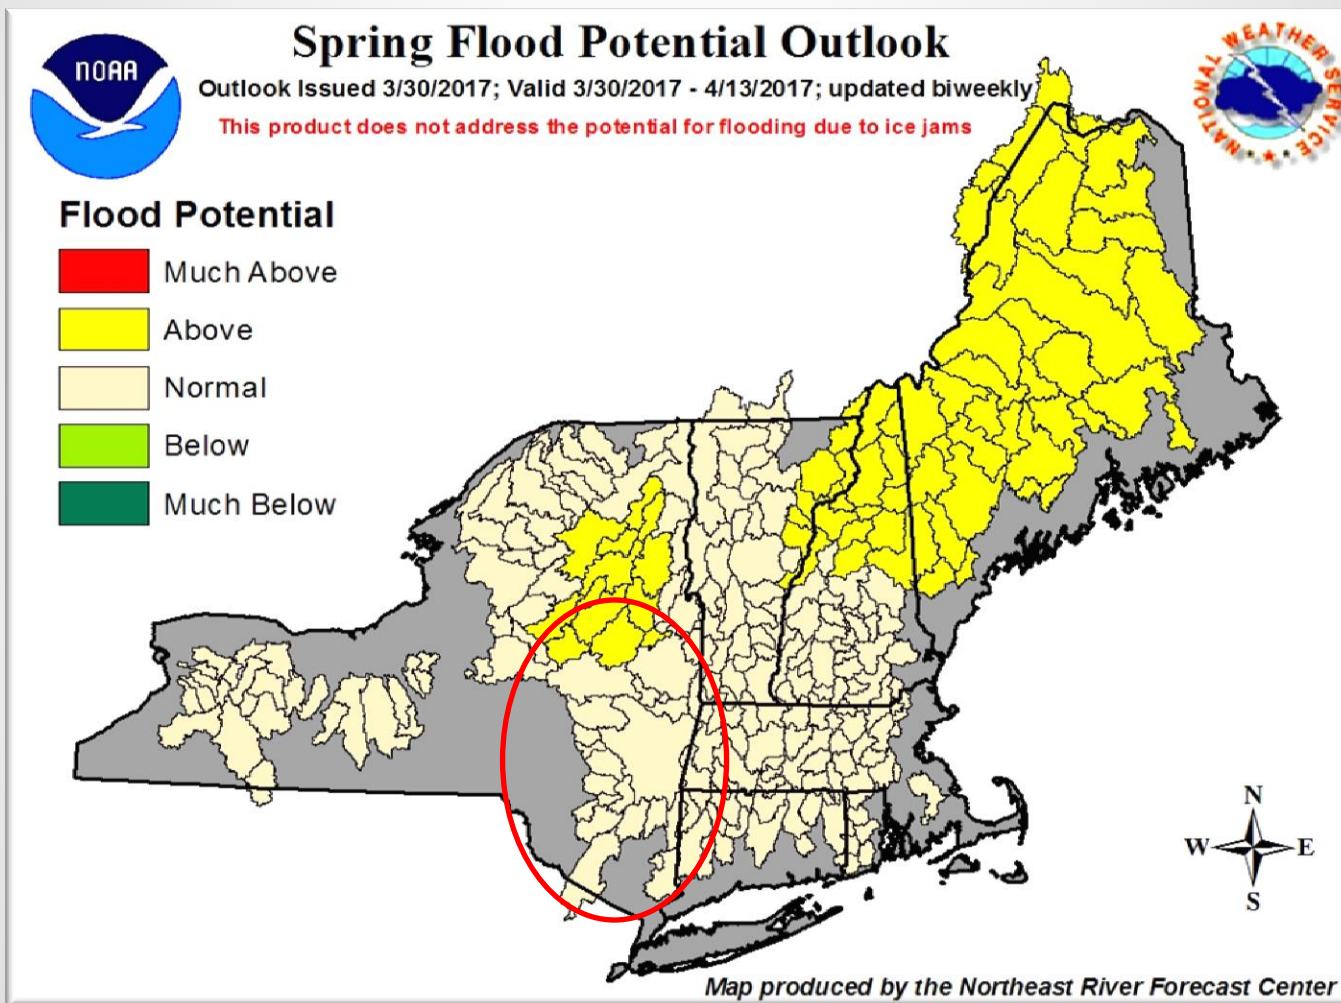 Spring Flood Potential Outlook
Outlook Issued 3/30/2017; Valid 3/30/2017 - 4/13/2017; updated biweekly
This product does not address the potential for flooding due to ice jams
NOAA
NATIONAL WEATHER SERVICE
Flood Potential
Much Above
Above
Normal
Below
Much Below
N
W E
S
Map produced by the Northeast River Forecast Center